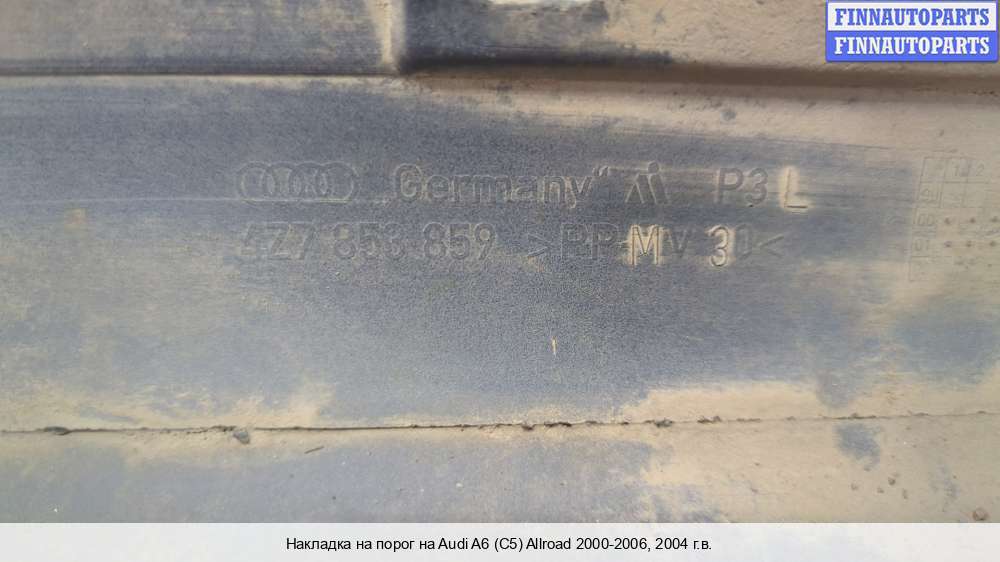 FINNAUTOPARTS
FINNAUTOPARTS
„Germany“ P3 L
4Z7 853 859 >PP-MV 30<
Накладка на порог на Audi A6 (C5) Allroad 2000-2006, 2004 г.в.